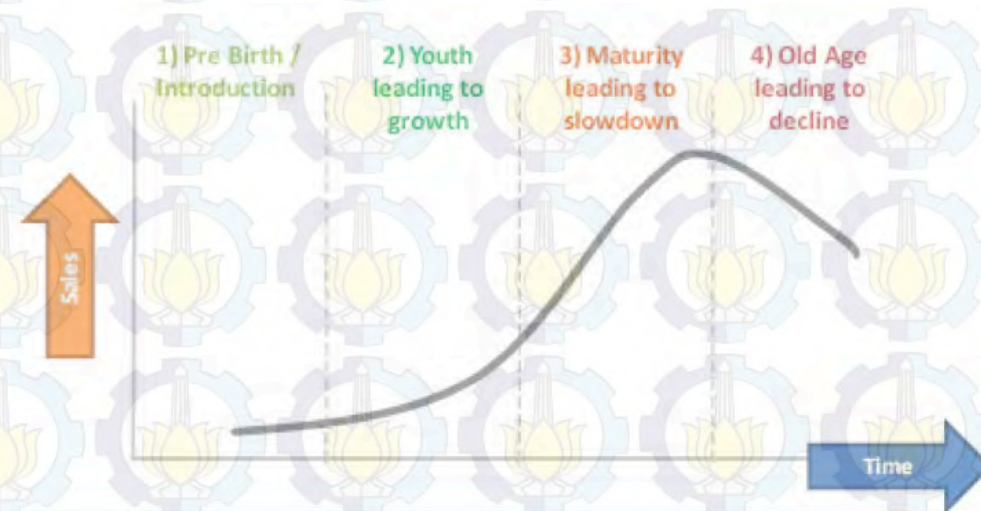 1) Pre Birth /
Introduction
2) Youth
leading to
growth
3) Maturity
leading to
slowdown
4) Old Age
leading to
decline
Sales
Time